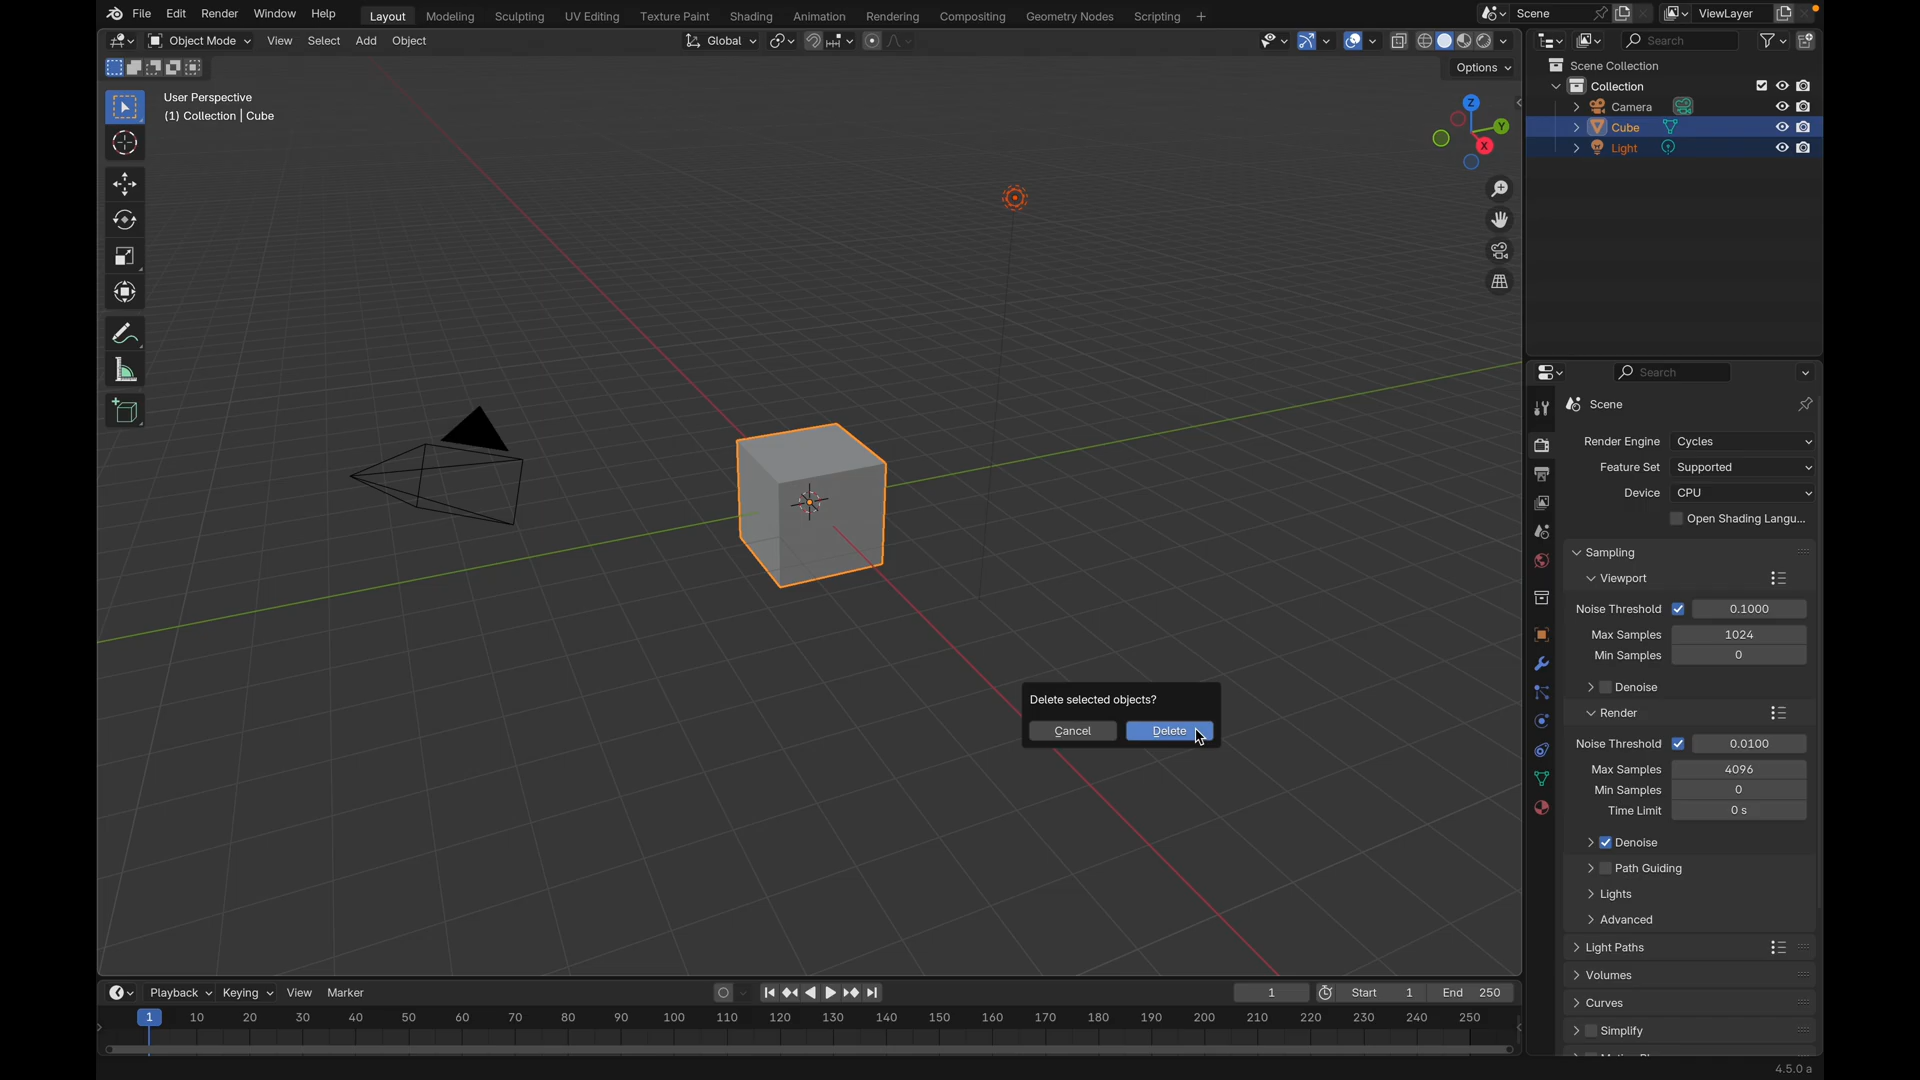 File Edit Render Window Help Layout Modeling Sculpting UV Editing Texture Paint Shading Animation Rendering Compositing Geometry Nodes Scripting + Scene ViewLayer
Object Mode View Select Add Object Global Search
Options
User Perspective
(1) Collection | Cube
Z
Y
X
Scene Collection
Collection
Camera
Cube
Light
Search
Scene
Render Engine Cycles
Feature Set Supported
Device CPU
Open Shading Langu...
Sampling
Viewport
Noise Threshold 0.1000
Max Samples 1024
Min Samples 0
Denoise
Render
Noise Threshold 0.0100
Max Samples 4096
Min Samples 0
Time Limit 0 s
Denoise
Path Guiding
Lights
Advanced
Light Paths
Volumes
Curves
Simplify
Delete selected objects?
Cancel Delete
Playback Keying View Marker 1 Start 1 End 250
1 10 20 30 40 50 60 70 80 90 100 110 120 130 140 150 160 170 180 190 200 210 220 230 240 250
4.5.0 a